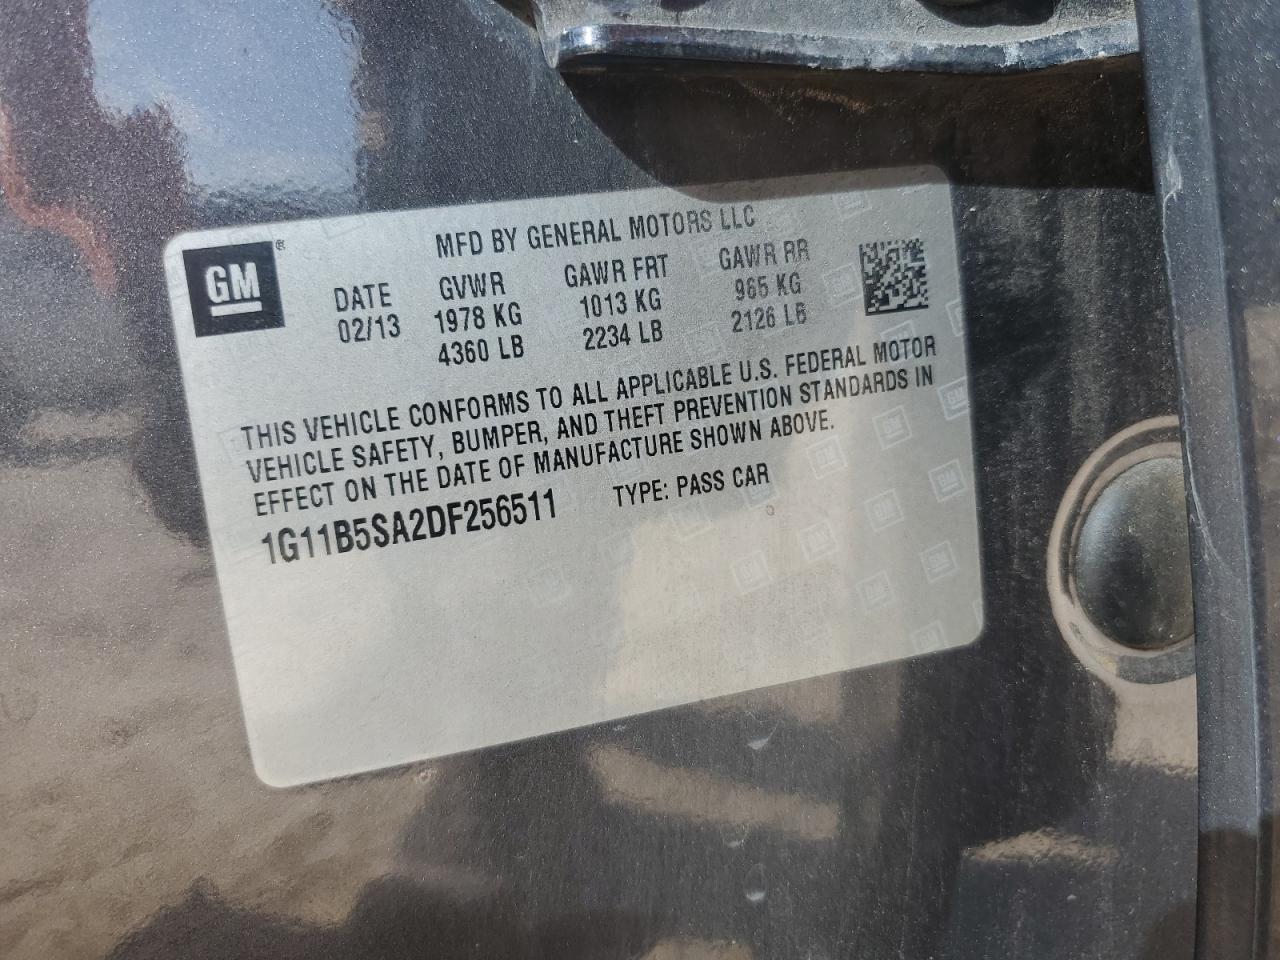 GM®
MFD BY GENERAL MOTORS LLC
DATE GVWR GAWR FRT GAWR RR
02/13 1978 KG 1013 KG 965 KG
4360 LB 2234 LB 2126 LB
THIS VEHICLE CONFORMS TO ALL APPLICABLE U.S. FEDERAL MOTOR
VEHICLE SAFETY, BUMPER, AND THEFT PREVENTION STANDARDS IN
EFFECT ON THE DATE OF MANUFACTURE SHOWN ABOVE.
1G11B5SA2DF256511 TYPE: PASS CAR